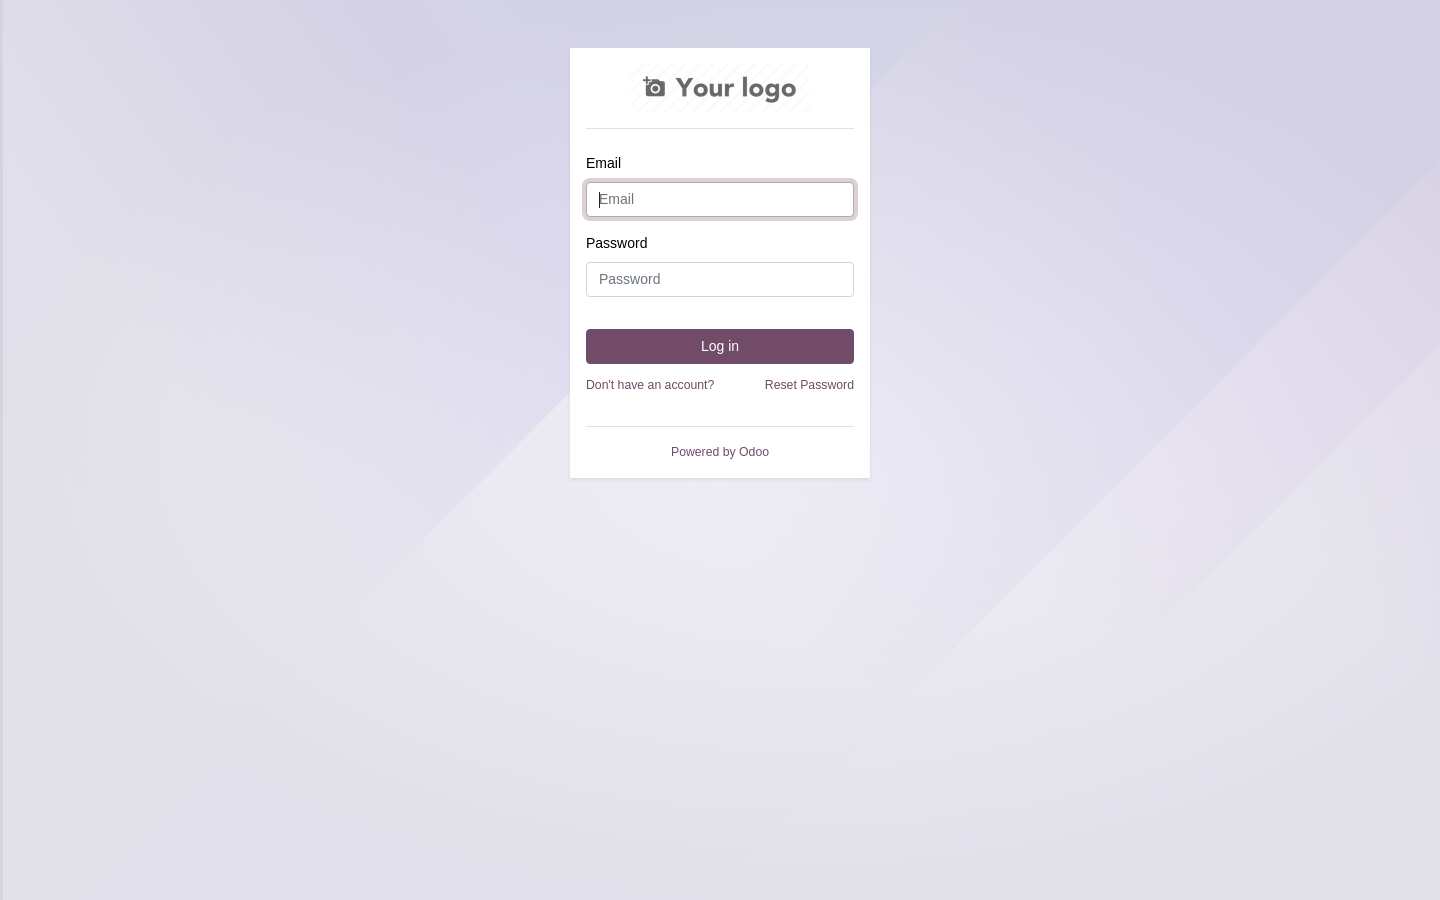 Your logo
Email
Email
Password
Password
Log in
Don't have an account?
Reset Password
Powered by Odoo